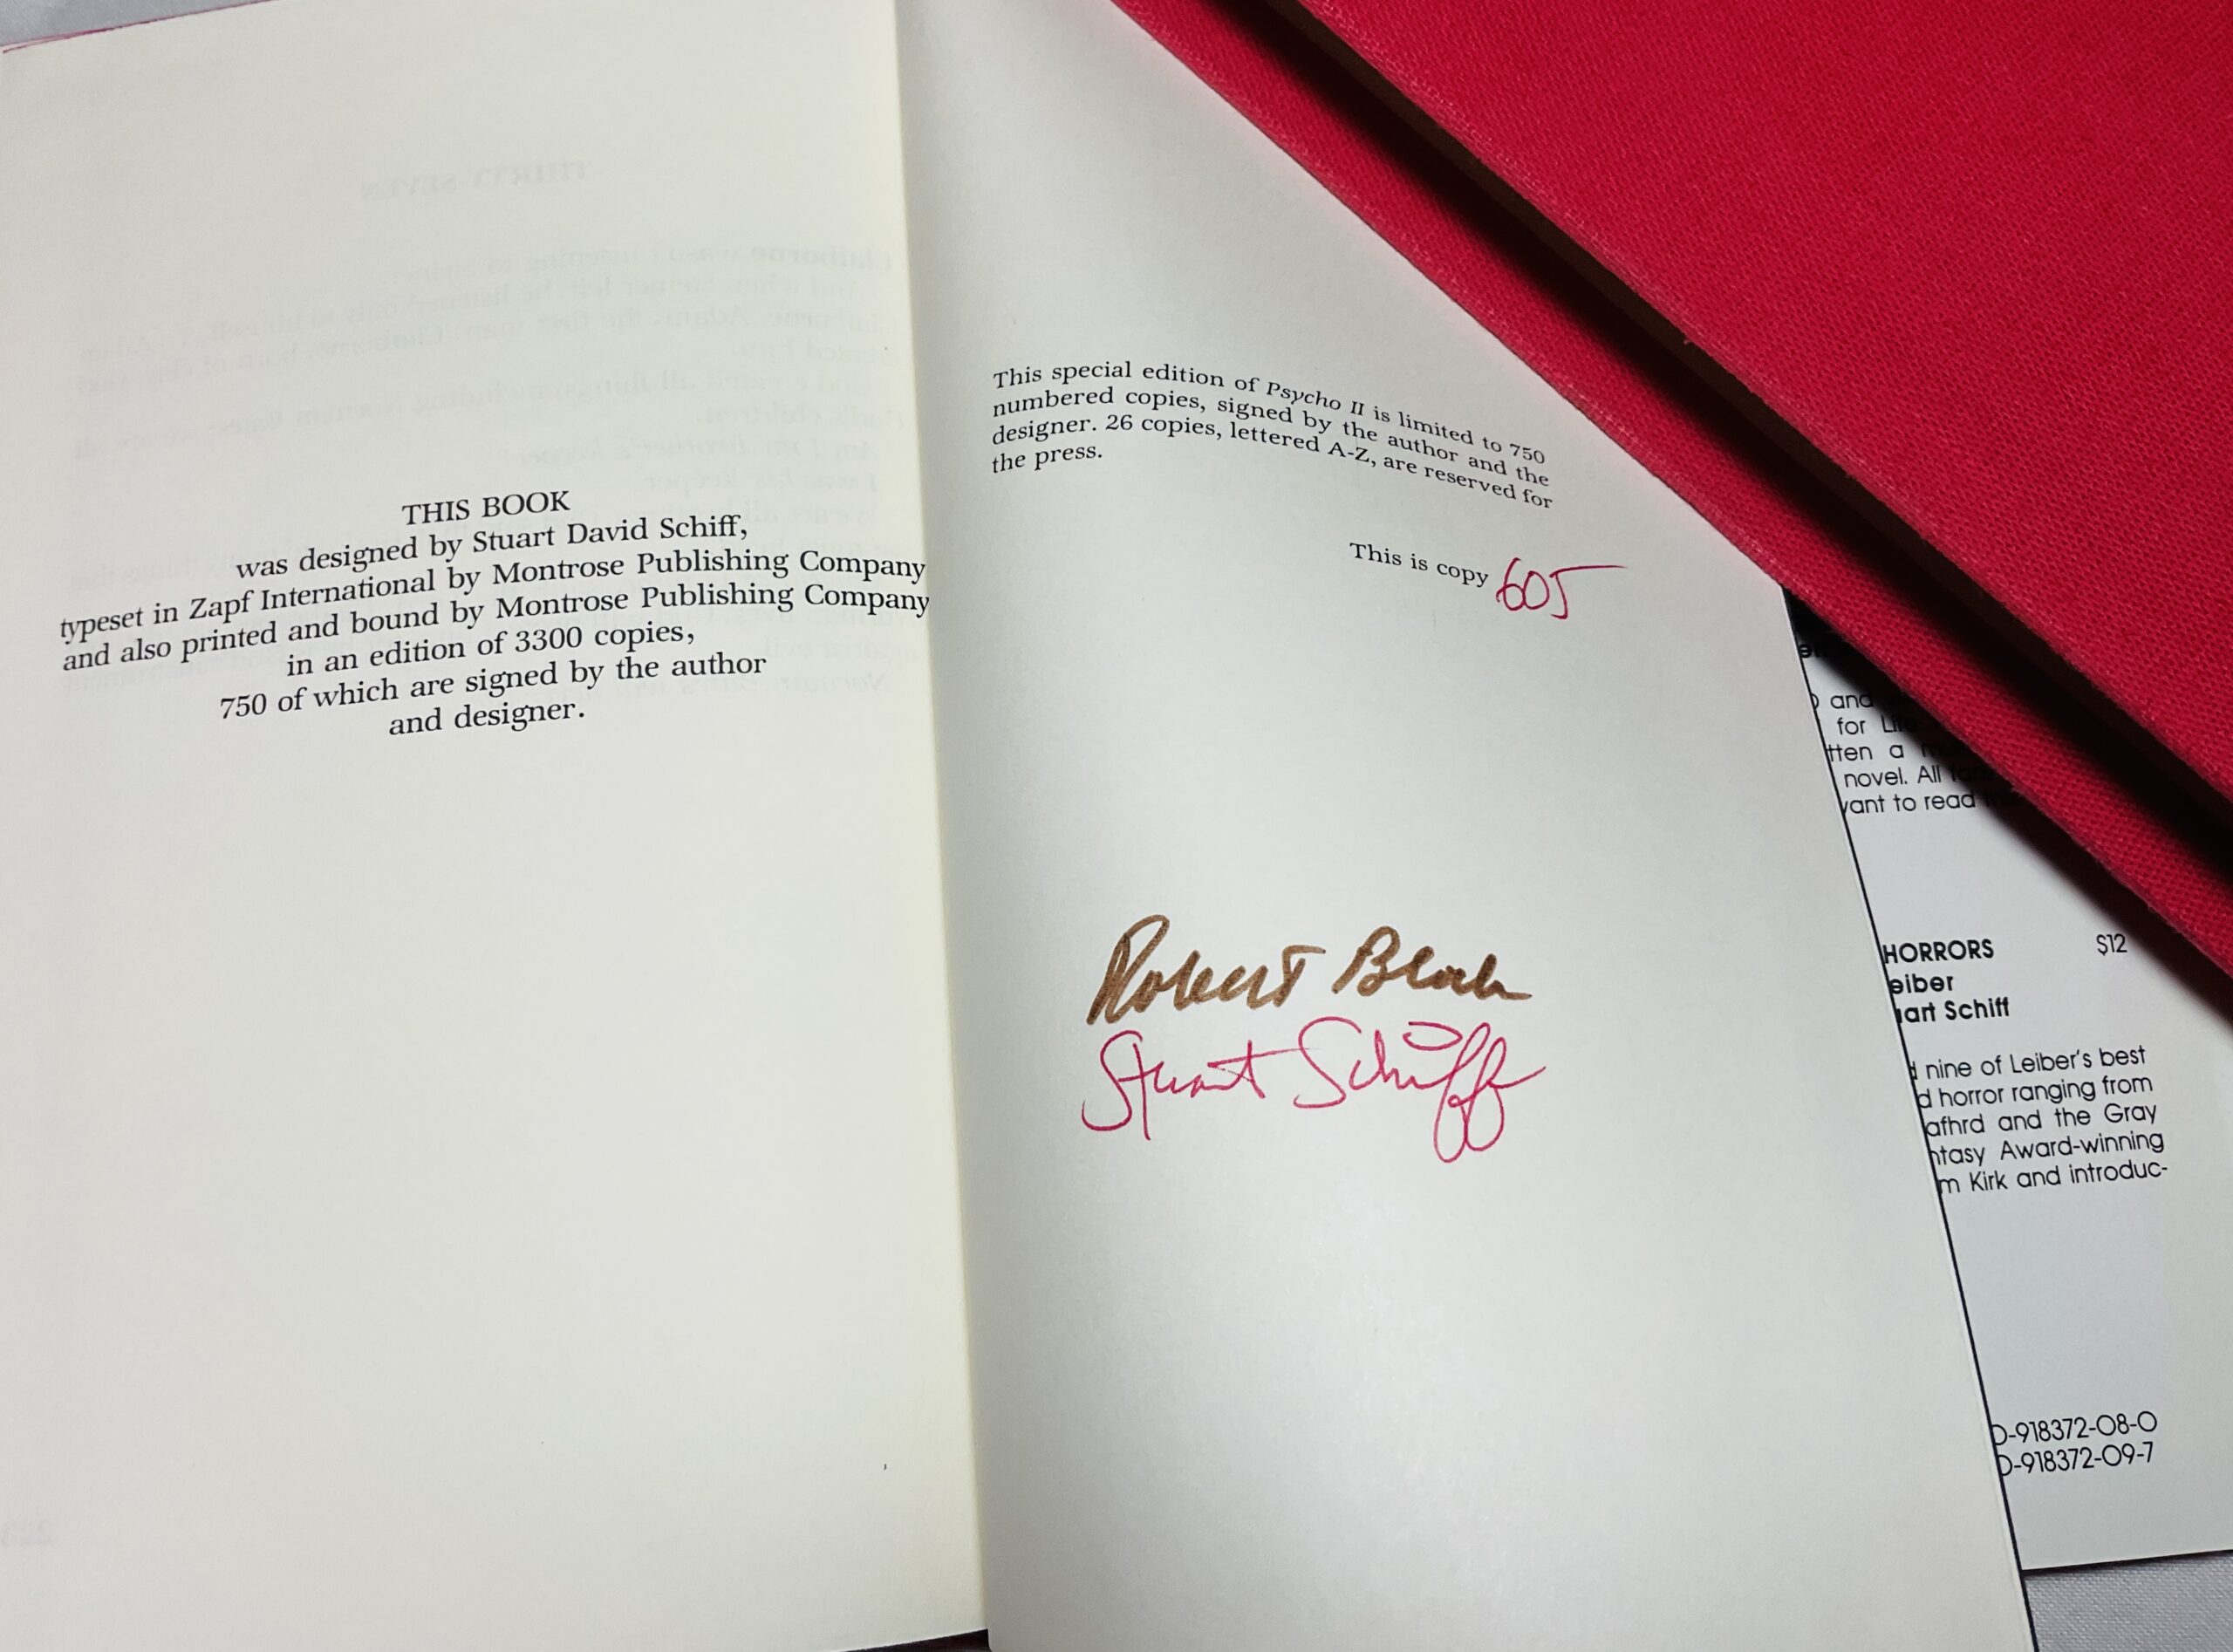 THIS BOOK
was designed by Stuart David Schiff,
typeset in Zapf International by Montrose Publishing Company
and also printed and bound by Montrose Publishing Company
in an edition of 3300 copies,
750 of which are signed by the author
and designer.
This special edition of Psycho II is limited to 750
numbered copies, signed by the author and the
designer. 26 copies, lettered A-Z, are reserved for
the press.
This is copy 605
Robert Bloch
Stuart Schiff
and
for
a
novel. All
to read
HORRORS $12
Schiff
nine of Leiber's best
horror ranging from
and the Gray
Award-winning
Kirk and introduc-
-918372-08-0
-918372-09-7